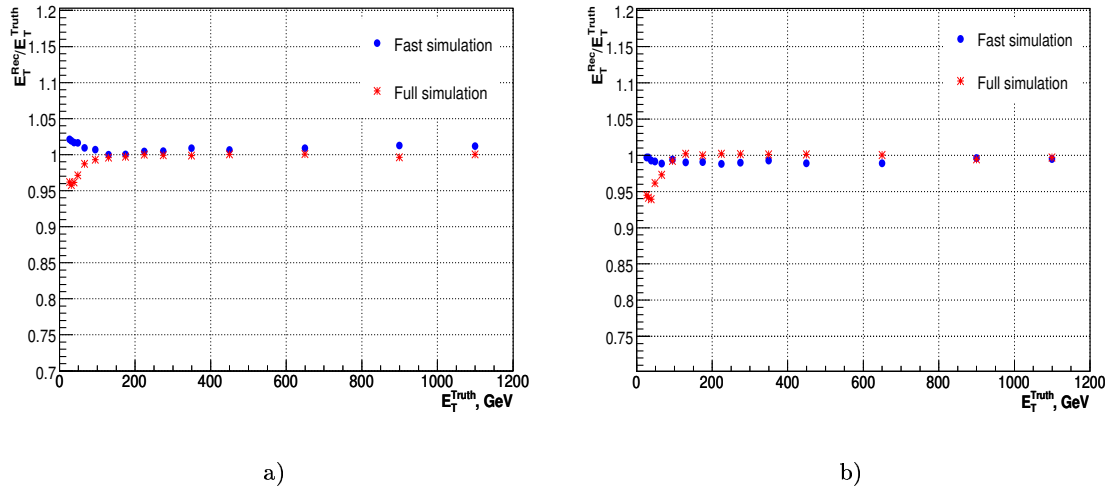 E_T^Rec/E_T^Truth
1.2
1.15
1.1
1.05
1
0.95
0.9
0.85
0.8
0.75
0.7
Fast simulation
Full simulation
0 200 400 600 800 1000 1200
E_T^Truth, GeV
a)
E_T^Rec/E_T^Truth
1.2
1.15
1.1
1.05
1
0.95
0.9
0.85
0.8
0.75
Fast simulation
Full simulation
0 200 400 600 800 1000 1200
E_T^Truth, GeV
b)